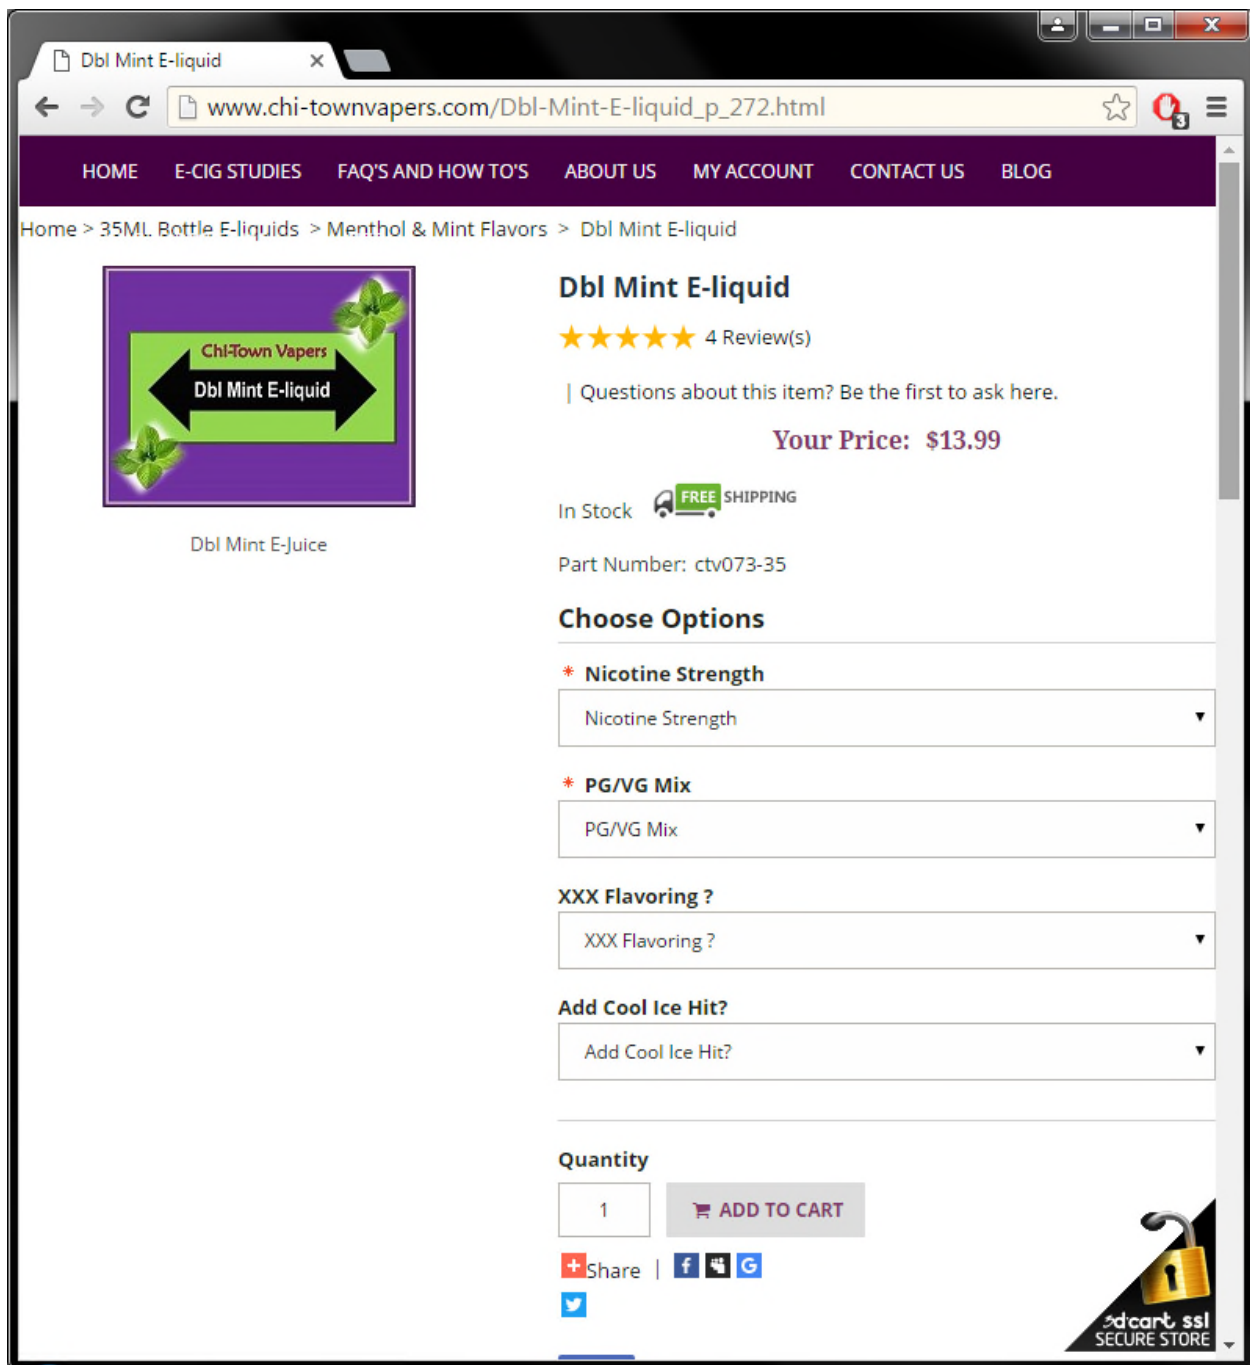 Dbl Mint E-liquid
www.chi-townvapers.com/Dbl-Mint-E-liquid_p_272.html
3
HOME E-CIG STUDIES FAQ'S AND HOW TO'S ABOUT US MY ACCOUNT CONTACT US BLOG
Home > 35ML Bottle E-liquids > Menthol & Mint Flavors > Dbl Mint E-liquid
Chi-Town Vapers
Dbl Mint E-liquid
Dbl Mint E-Juice
Dbl Mint E-liquid
4 Review(s)
| Questions about this item? Be the first to ask here.
Your Price: $13.99
In Stock FREE SHIPPING
Part Number: ctv073-35
Choose Options
* Nicotine Strength
Nicotine Strength
* PG/VG Mix
PG/VG Mix
XXX Flavoring ?
XXX Flavoring ?
Add Cool Ice Hit?
Add Cool Ice Hit?
Quantity
1 ADD TO CART
Share |
3dcart ssl
SECURE STORE